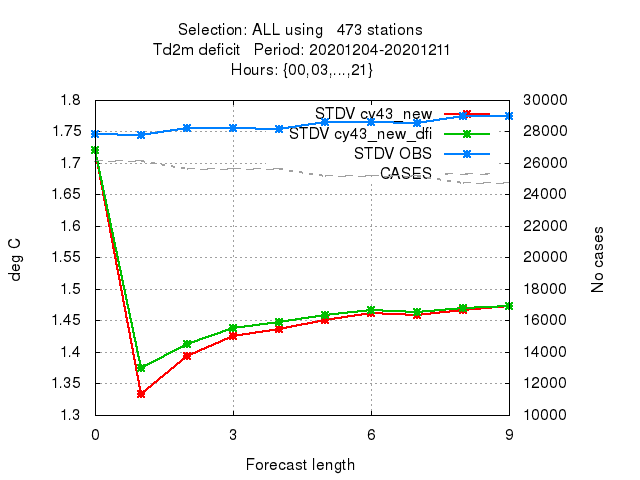 Selection: ALL using   473 stations
Td2m deficit   Period: 20201204-20201211
Hours: {00,03,...,21}
STDV cy43_new
STDV cy43_new_dfi
STDV OBS
CASES
1.8
1.75
1.7
1.65
1.6
1.55
1.5
1.45
1.4
1.35
1.3
30000
28000
26000
24000
22000
20000
18000
16000
14000
12000
10000
deg C
No cases
0 3 6 9
Forecast length